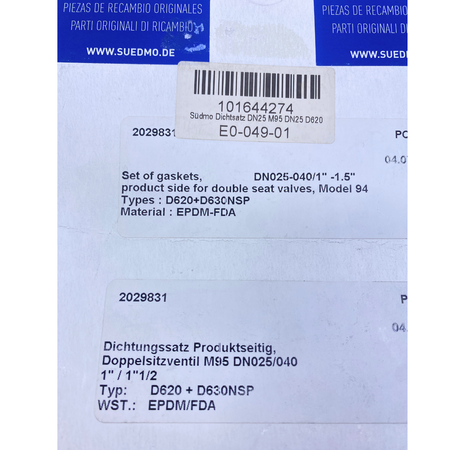 PIEZAS DE RECAMBIO ORIGINALES
PARTI ORIGINALI DI RICAMBIO
WWW.SUEDMO.DE
PIEZAS DE RECAMBIO
PARTI ORIGINALI DI
WWW.SUEDMO
101644274
Südmo Dichtsatz DN25 M95 DN25 D620
E0-049-01
2029831
PO
04.0
Set of gaskets, DN025-040/1" -1.5"
product side for double seat valves, Model 94
Types : D620+D630NSP
Material : EPDM-FDA
2029831
P
04.
Dichtungssatz Produktseitig,
Doppelsitzventil M95 DN025/040
1" / 1"1/2
Typ: D620 + D630NSP
WST.: EPDM/FDA